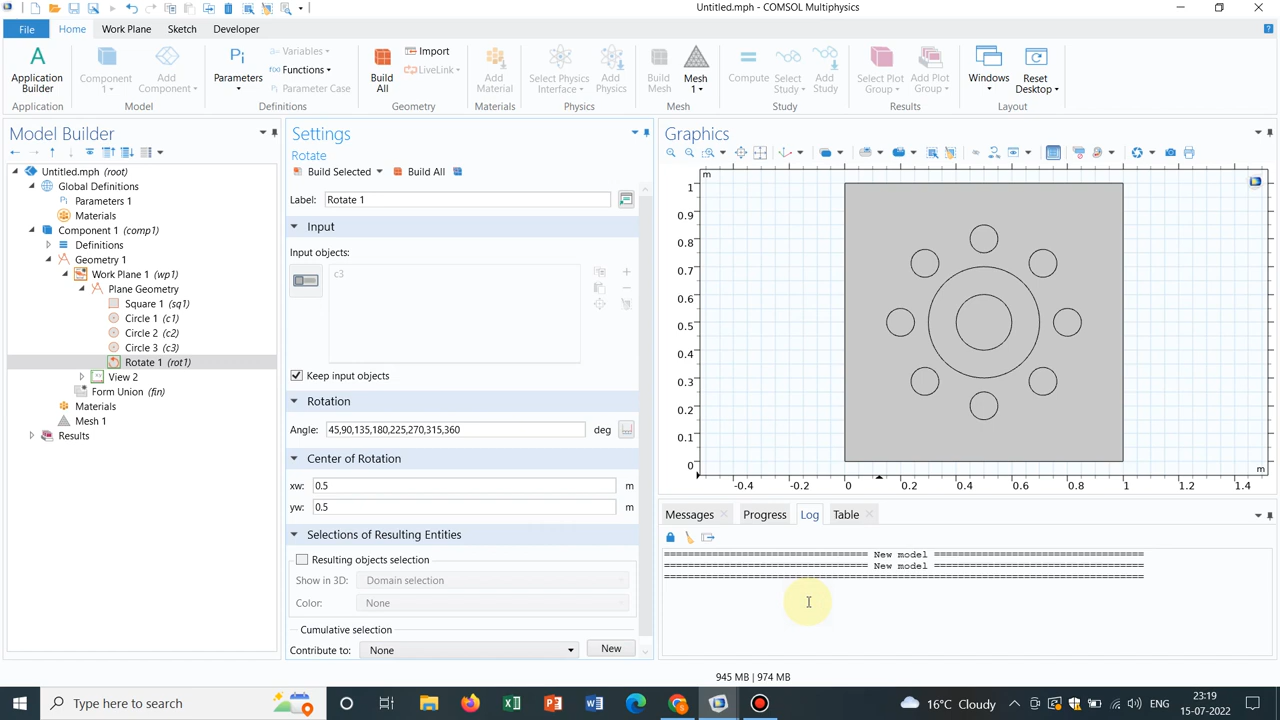 Untitled.mph - COMSOL Multiphysics
File Home Work Plane Sketch Developer
Application Builder
Application
Component 1
Add Component
Model
Parameters
Variables
Functions
Parameter Case
Definitions
Build All
Import
LiveLink
Geometry
Add Material
Materials
Select Physics Interface
Add Physics
Physics
Build Mesh
Mesh 1
Mesh
Compute
Select Study
Add Study
Study
Select Plot Group
Add Plot Group
Results
Windows
Reset Desktop
Layout
Model Builder
Untitled.mph (root)
Global Definitions
Pi Parameters 1
Materials
Component 1 (comp1)
Definitions
Geometry 1
Work Plane 1 (wp1)
Plane Geometry
Square 1 (sq1)
Circle 1 (c1)
Circle 2 (c2)
Circle 3 (c3)
Rotate 1 (rot1)
View 2
Form Union (fin)
Materials
Mesh 1
Results
Settings
Rotate
Build Selected Build All
Label: Rotate 1
Input
Input objects:
c3
Keep input objects
Rotation
Angle: 45,90,135,180,225,270,315,360 deg
Center of Rotation
xw: 0.5 m
yw: 0.5 m
Selections of Resulting Entities
Resulting objects selection
Show in 3D: Domain selection
Color: None
Cumulative selection
Contribute to: None New
Graphics
m
1
0.9
0.8
0.7
0.6
0.5
0.4
0.3
0.2
0.1
0
m
-0.4 -0.2 0 0.2 0.4 0.6 0.8 1 1.2 1.4
Messages Progress Log Table
================================== New model ===================================
================================== New model ===================================
================================================================================
945 MB | 974 MB
Type here to search
16°C Cloudy
ENG
23:19
15-07-2022